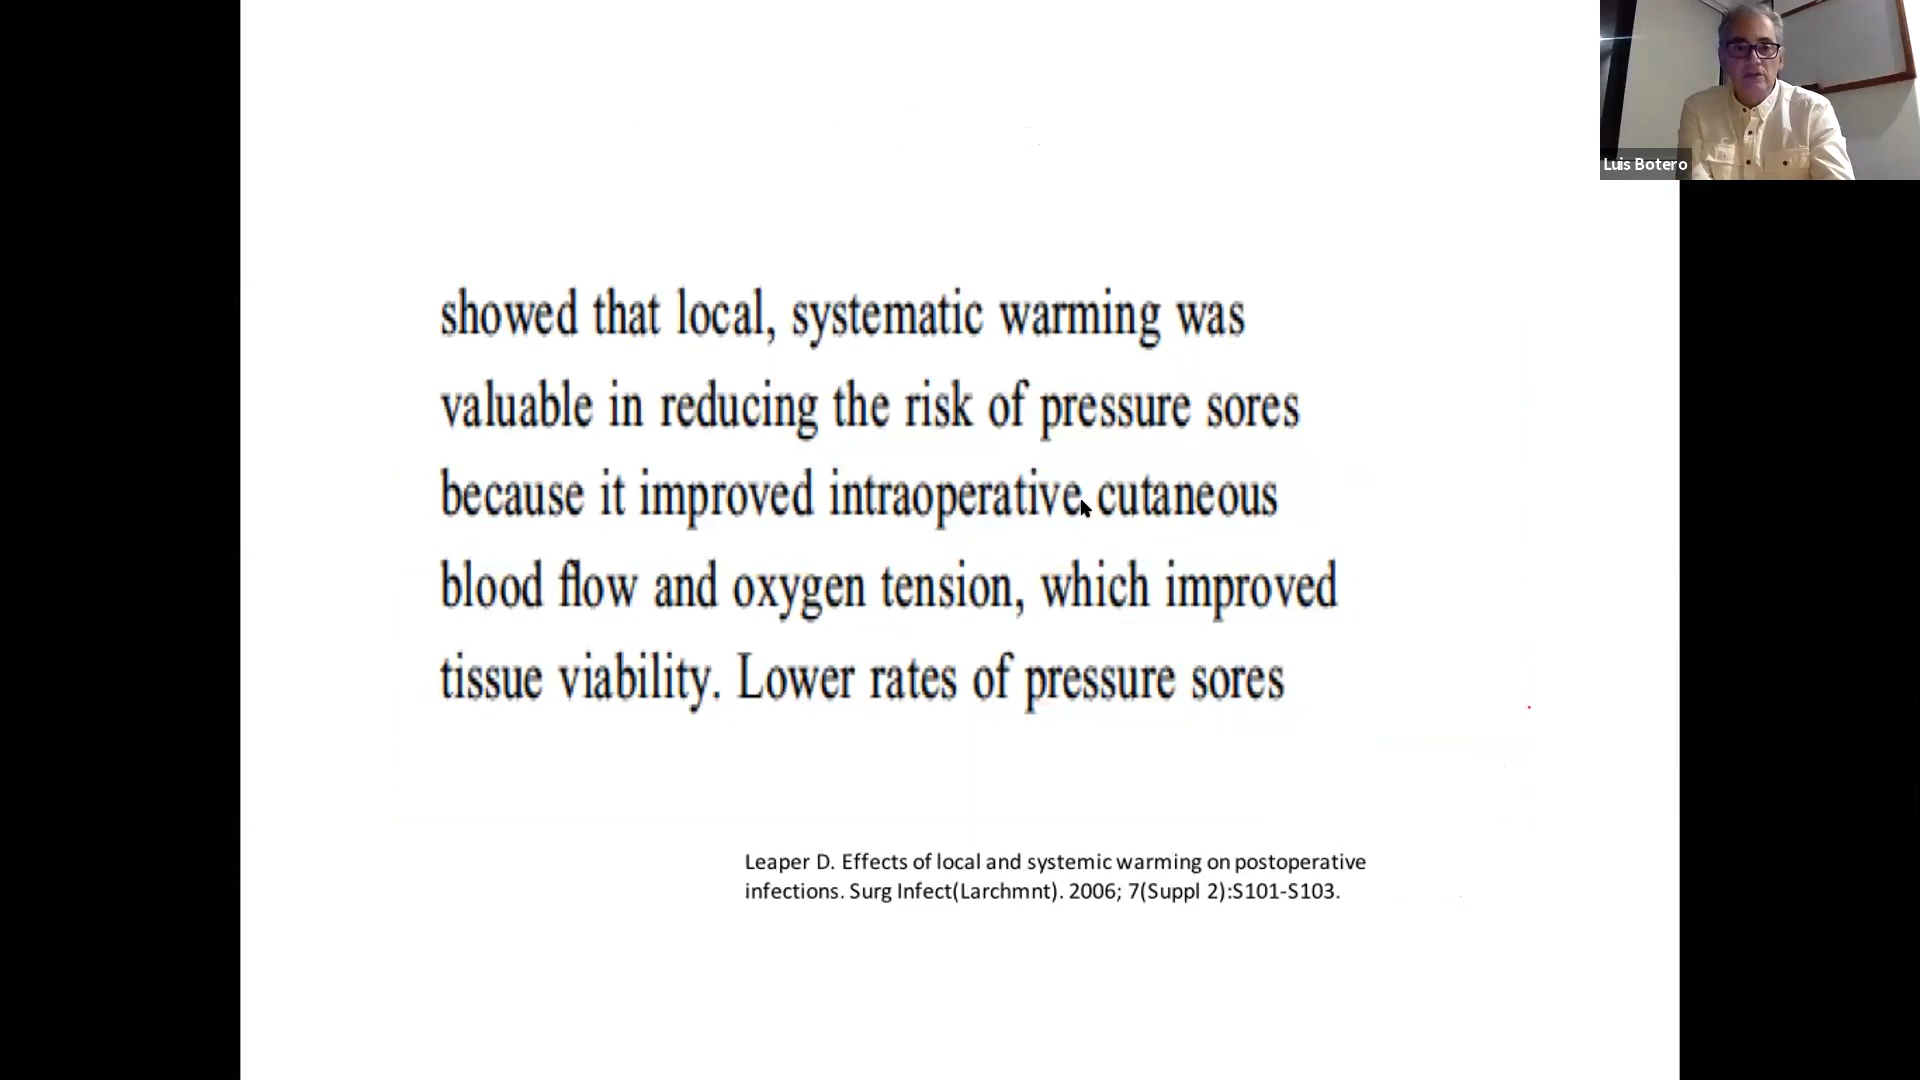 Luis Botero
showed that local, systematic warming was
valuable in reducing the risk of pressure sores
because it improved intraoperative cutaneous
blood flow and oxygen tension, which improved
tissue viability. Lower rates of pressure sores
Leaper D. Effects of local and systemic warming on postoperative
infections. Surg Infect(Larchmnt). 2006; 7(Suppl 2):S101-S103.